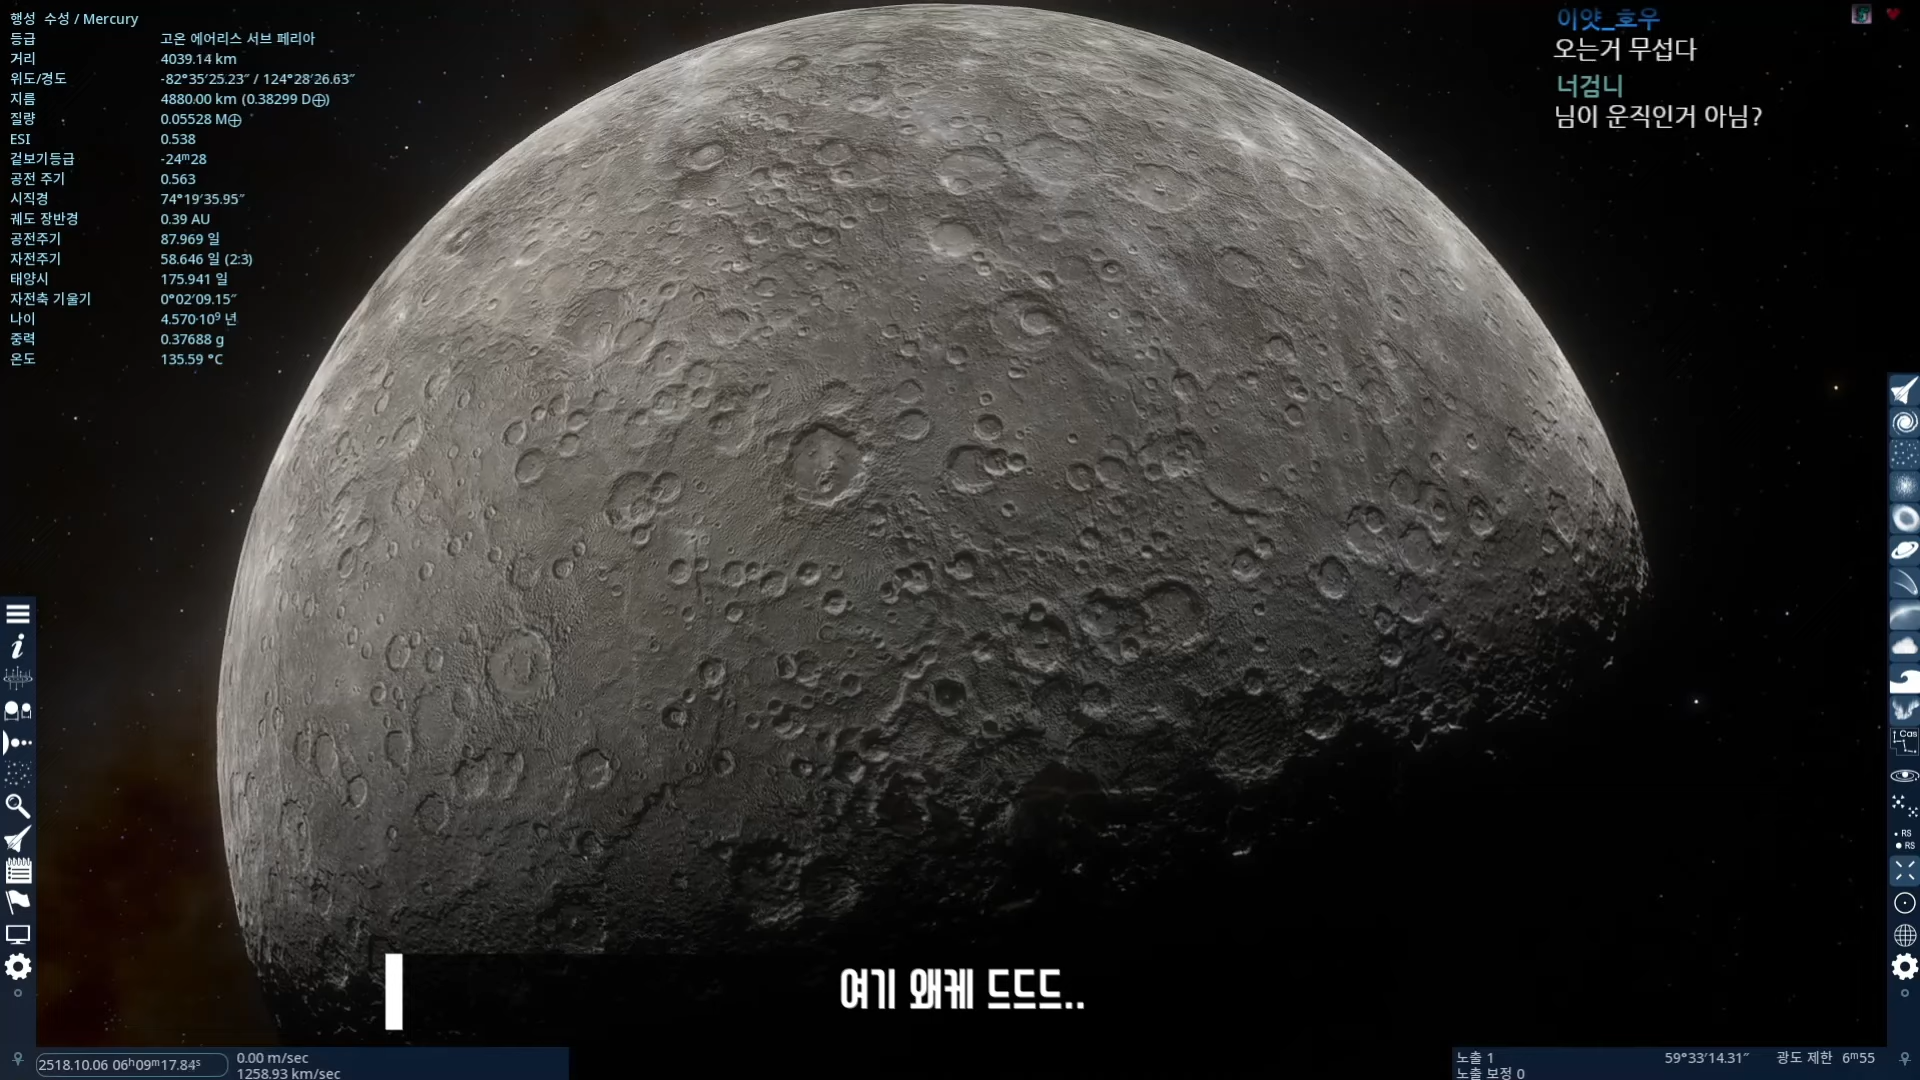 행성 수성 / Mercury
등급 고온 에어리스 서브 페리아
거리 4039.14 km
위도/경도 -82°35′25.23″ / 124°28′26.63″
지름 4880.00 km (0.38299 D⊕)
질량 0.05528 M⊕
ESI 0.538
겉보기등급 -24ᵐ28
공전 주기 0.563
시직경 74°19′35.95″
궤도 장반경 0.39 AU
공전주기 87.969 일
자전주기 58.646 일 (2:3)
태양시 175.941 일
자전축 기울기 0°02′09.15″
나이 4.570·10⁹ 년
중력 0.37688 g
온도 135.59 °C
이얏_호우
오는거 무섭다
너검니
님이 운직인거 아님?
Cas
RS
RS
여기 왜케 드드드..
2518.10.06 06ʰ09ᵐ17.84ˢ
0.00 m/sec
1258.93 km/sec
노출 1
노출 보정 0
59°33′14.31″
광도 제한 6ᵐ55